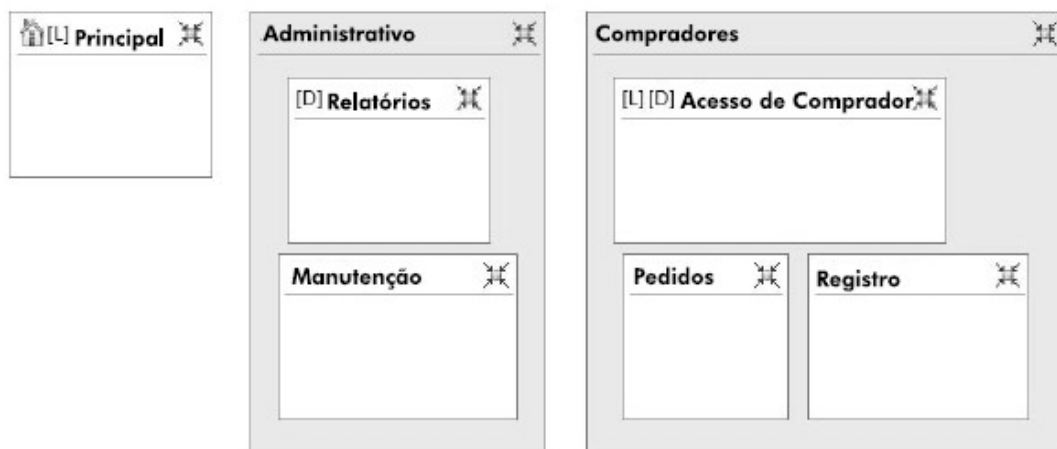 [L] Principal
Administrativo
[D] Relatórios
Manutenção
Compradores
[L] [D] Acesso de Comprador
Pedidos
Registro